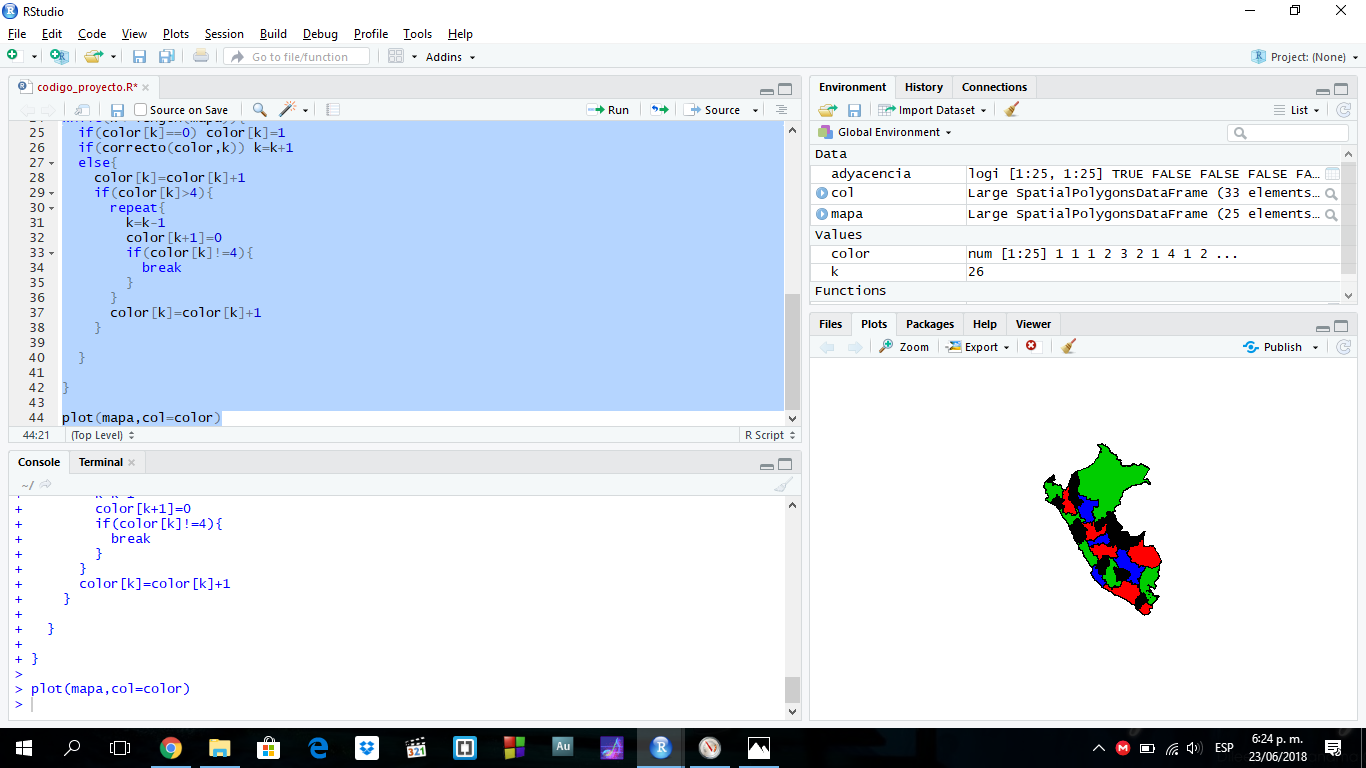 RStudio
File Edit Code View Plots Session Build Debug Profile Tools Help
Go to file/function Addins Project: (None)
codigo_proyecto.R*
Source on Save Run Source
25 if(color[k]==0) color[k]=1
26 if(correcto(color,k)) k=k+1
27 else{
28 color[k]=color[k]+1
29 if(color[k]>4){
30 repeat{
31 k=k-1
32 color[k+1]=0
33 if(color[k]!=4){
34 break
35 }
36 }
37 color[k]=color[k]+1
38 }
39
40 }
41
42 }
43
44 plot(mapa,col=color)
44:21 (Top Level) R Script
Console Terminal
~/
+ color[k+1]=0
+ if(color[k]!=4){
+ break
+ }
+ }
+ color[k]=color[k]+1
+ }
+
+ }
+
+ }
>
> plot(mapa,col=color)
>
Environment History Connections
Import Dataset List
Global Environment
Data
adyacencia logi [1:25, 1:25] TRUE FALSE FALSE FALSE FA…
col Large SpatialPolygonsDataFrame (33 elements…
mapa Large SpatialPolygonsDataFrame (25 elements…
Values
color num [1:25] 1 1 1 2 3 2 1 4 1 2 ...
k 26
Functions
Files Plots Packages Help Viewer
Zoom Export Publish
321 Au R N M ESP
6:24 p. m.
23/06/2018